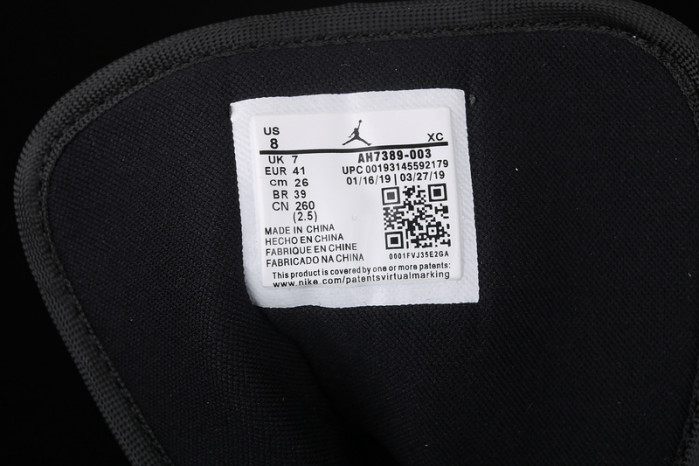 US
8
XC
UK 7
EUR 41
cm 26
BR 39
CN 260
(2.5)
AH7389-003
UPC 00193145592179
01/16/19 | 03/27/19
0001FVJ35E2GA
MADE IN CHINA
HECHO EN CHINA
FABRIQUE EN CHINE
FABRICADO NA CHINA
This product is covered by one or more patents:
www.nike.com/patentsvirtualmarking